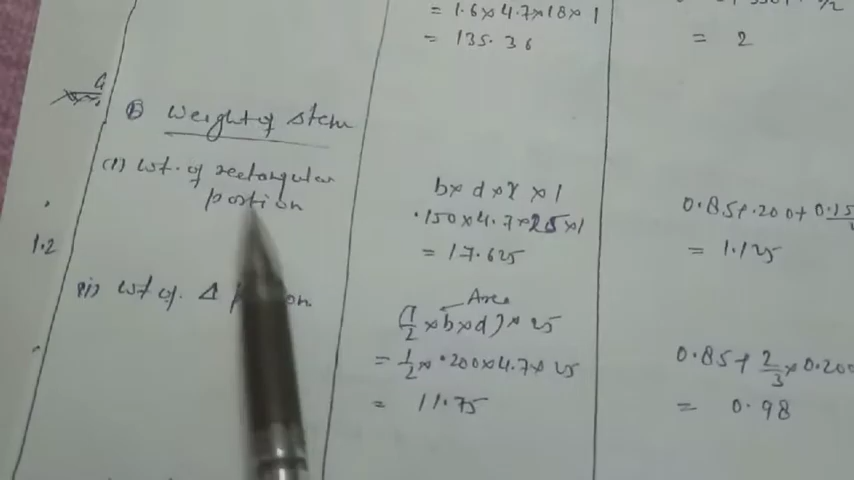 = 1.6 x 4.7 x 18 x 1
= 135.36
= 2
(b) Weight of stem
(1) wt. of rectangular
portion
b x d x γ x 1
.150 x 4.7 x 25 x 1
= 17.625
0.85 + .200 + 0.15
= 1.125
1.2
(ii) wt of. Δ
Area
(1/2 x b x d) x 25
= 1/2 x .200 x 4.7 x 25
= 11.75
0.85 + 2/3 x 0.200
= 0.98